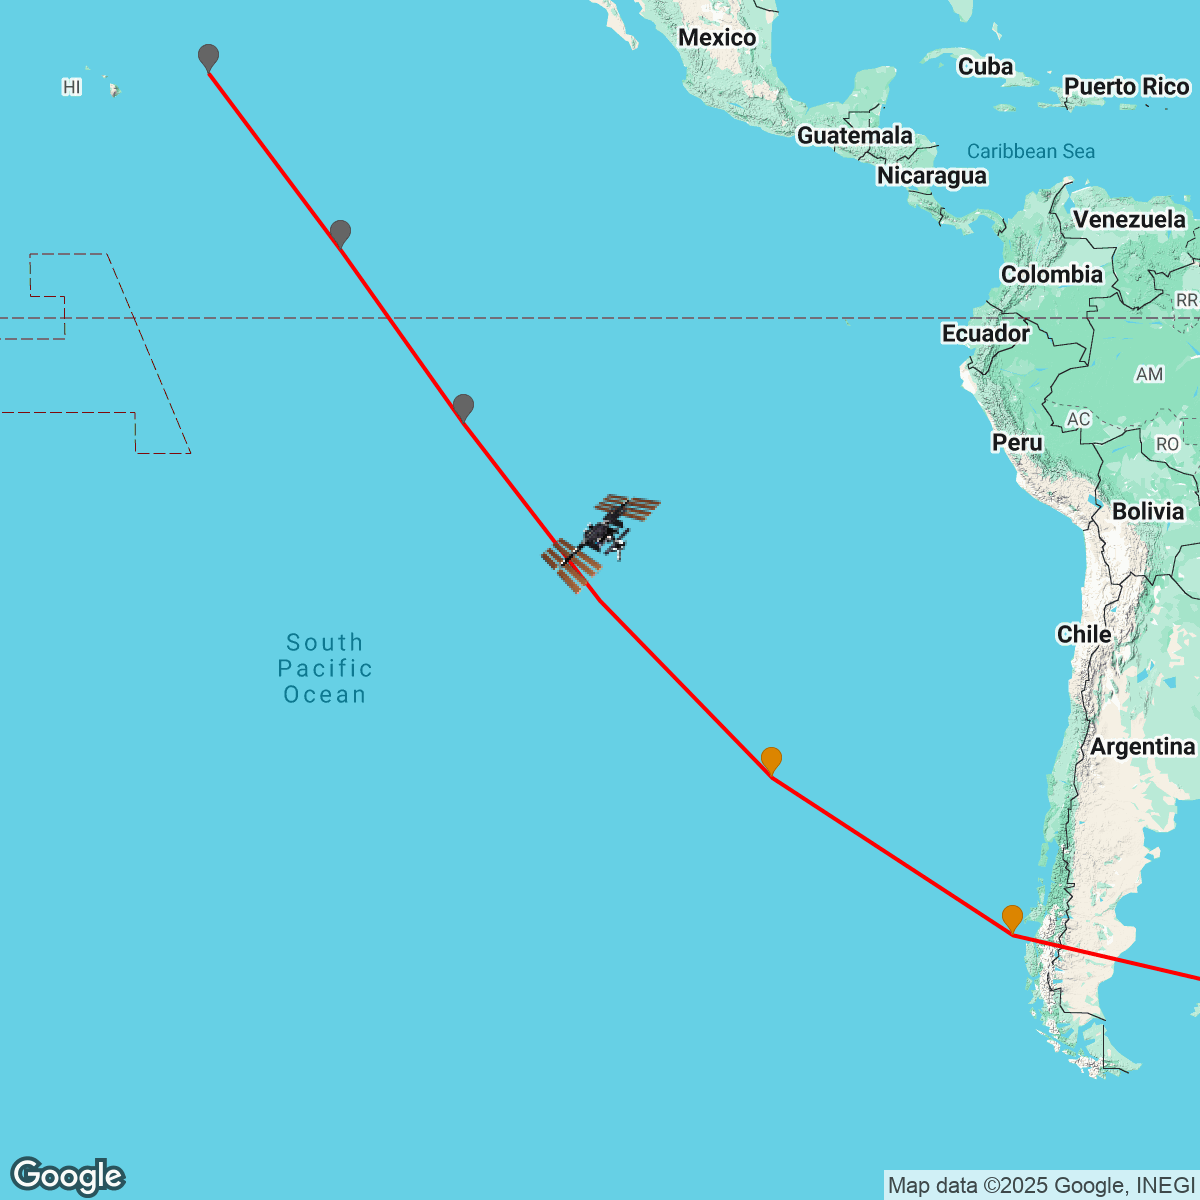 Mexico
Cuba
HI
Puerto Rico
Guatemala
Caribbean Sea
Nicaragua
Venezuela
Colombia
RR
Ecuador
AM
AC
Peru
RO
Bolivia
Chile
South
Pacific
Ocean
Argentina
Google
Map data ©2025 Google, INEGI